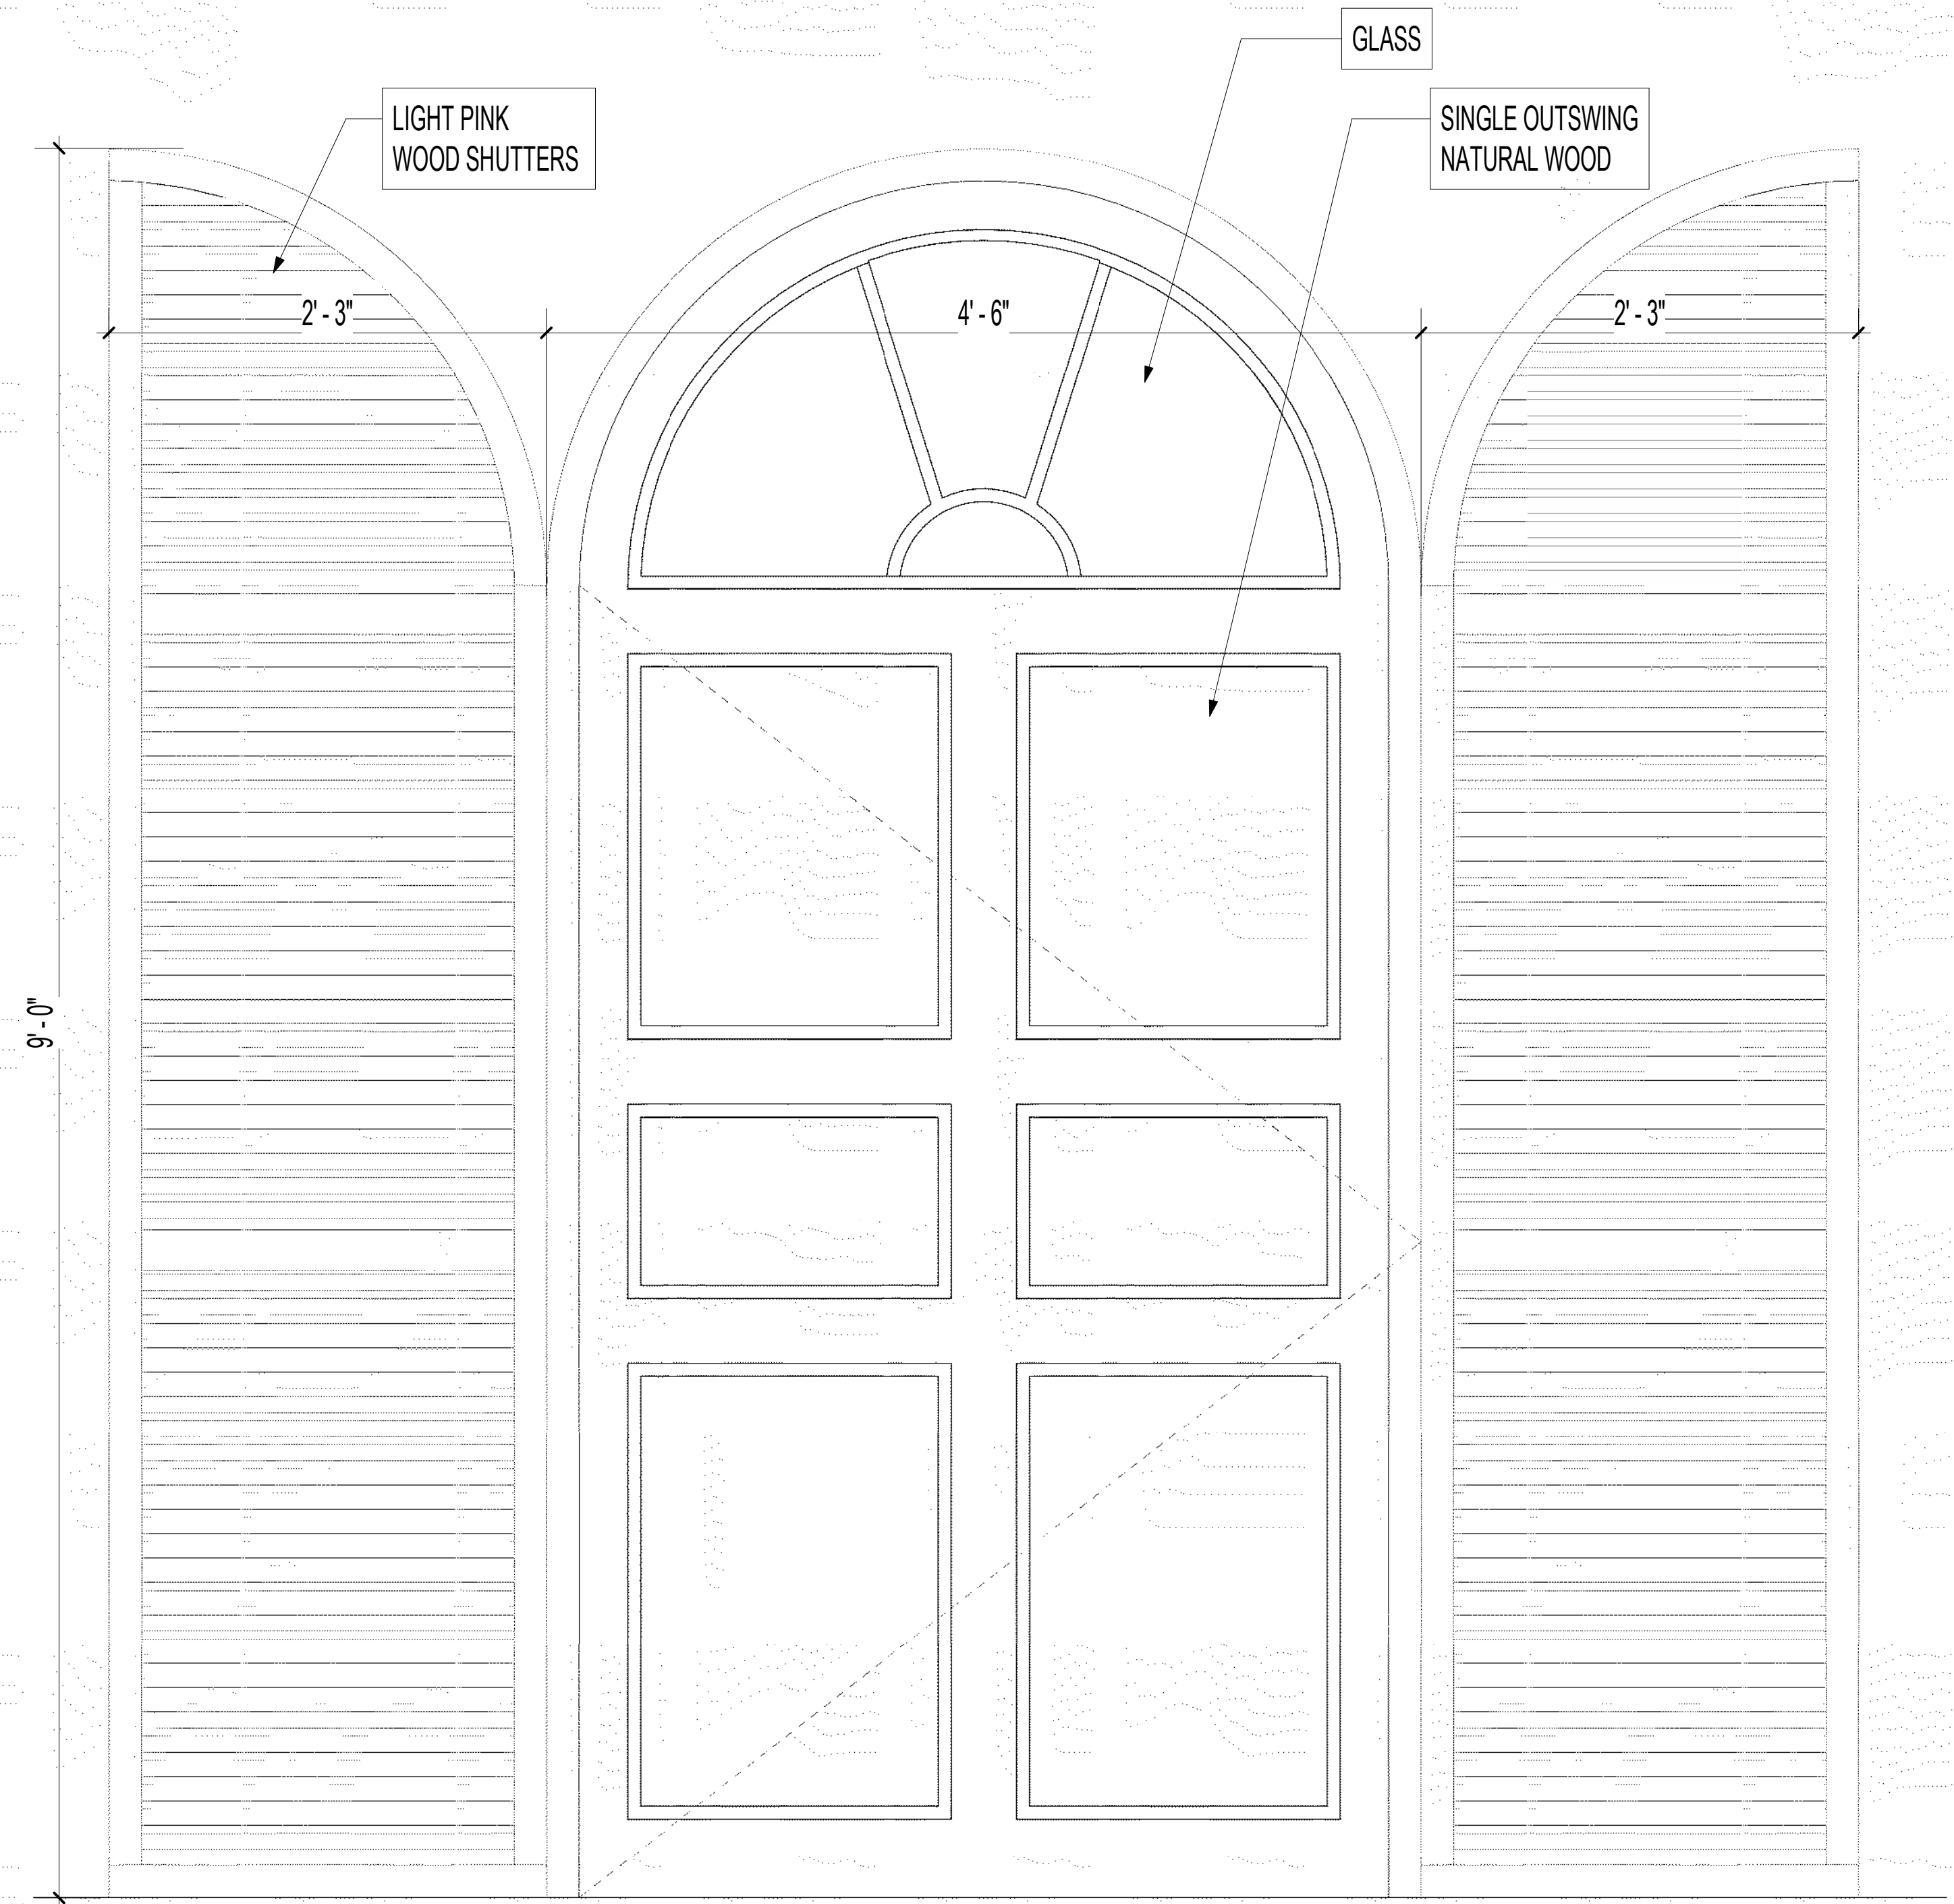 GLASS
LIGHT PINK
WOOD SHUTTERS
SINGLE OUTSWING
NATURAL WOOD
2' - 3"
4' - 6"
2' - 3"
9' - 0"